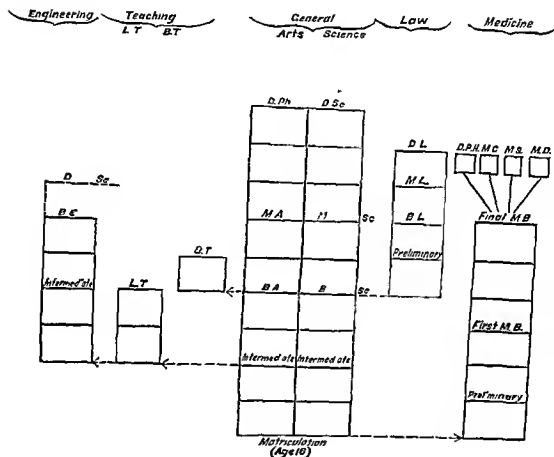 Engineering Teaching General Law Medicine
L.T B.T Arts Science
D.Ph D.Sc
D.L
D.P.H. M.C M.S. M.D.
D Sc
M.L.
B.E M.A M Sc B.L Final M.B
B.T Preliminary
Intermediate L.T B.A B Sc
First M.B.
Intermediate Intermediate
Preliminary
Matriculation
(Age 16)